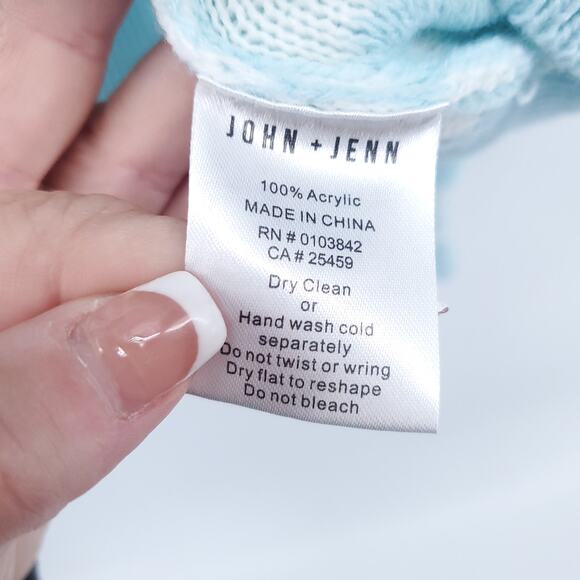 JOHN + JENN
100% Acrylic
MADE IN CHINA
RN # 0103842
CA # 25459
Dry Clean
or
Hand wash cold
separately
Do not twist or wring
Dry flat to reshape
Do not bleach